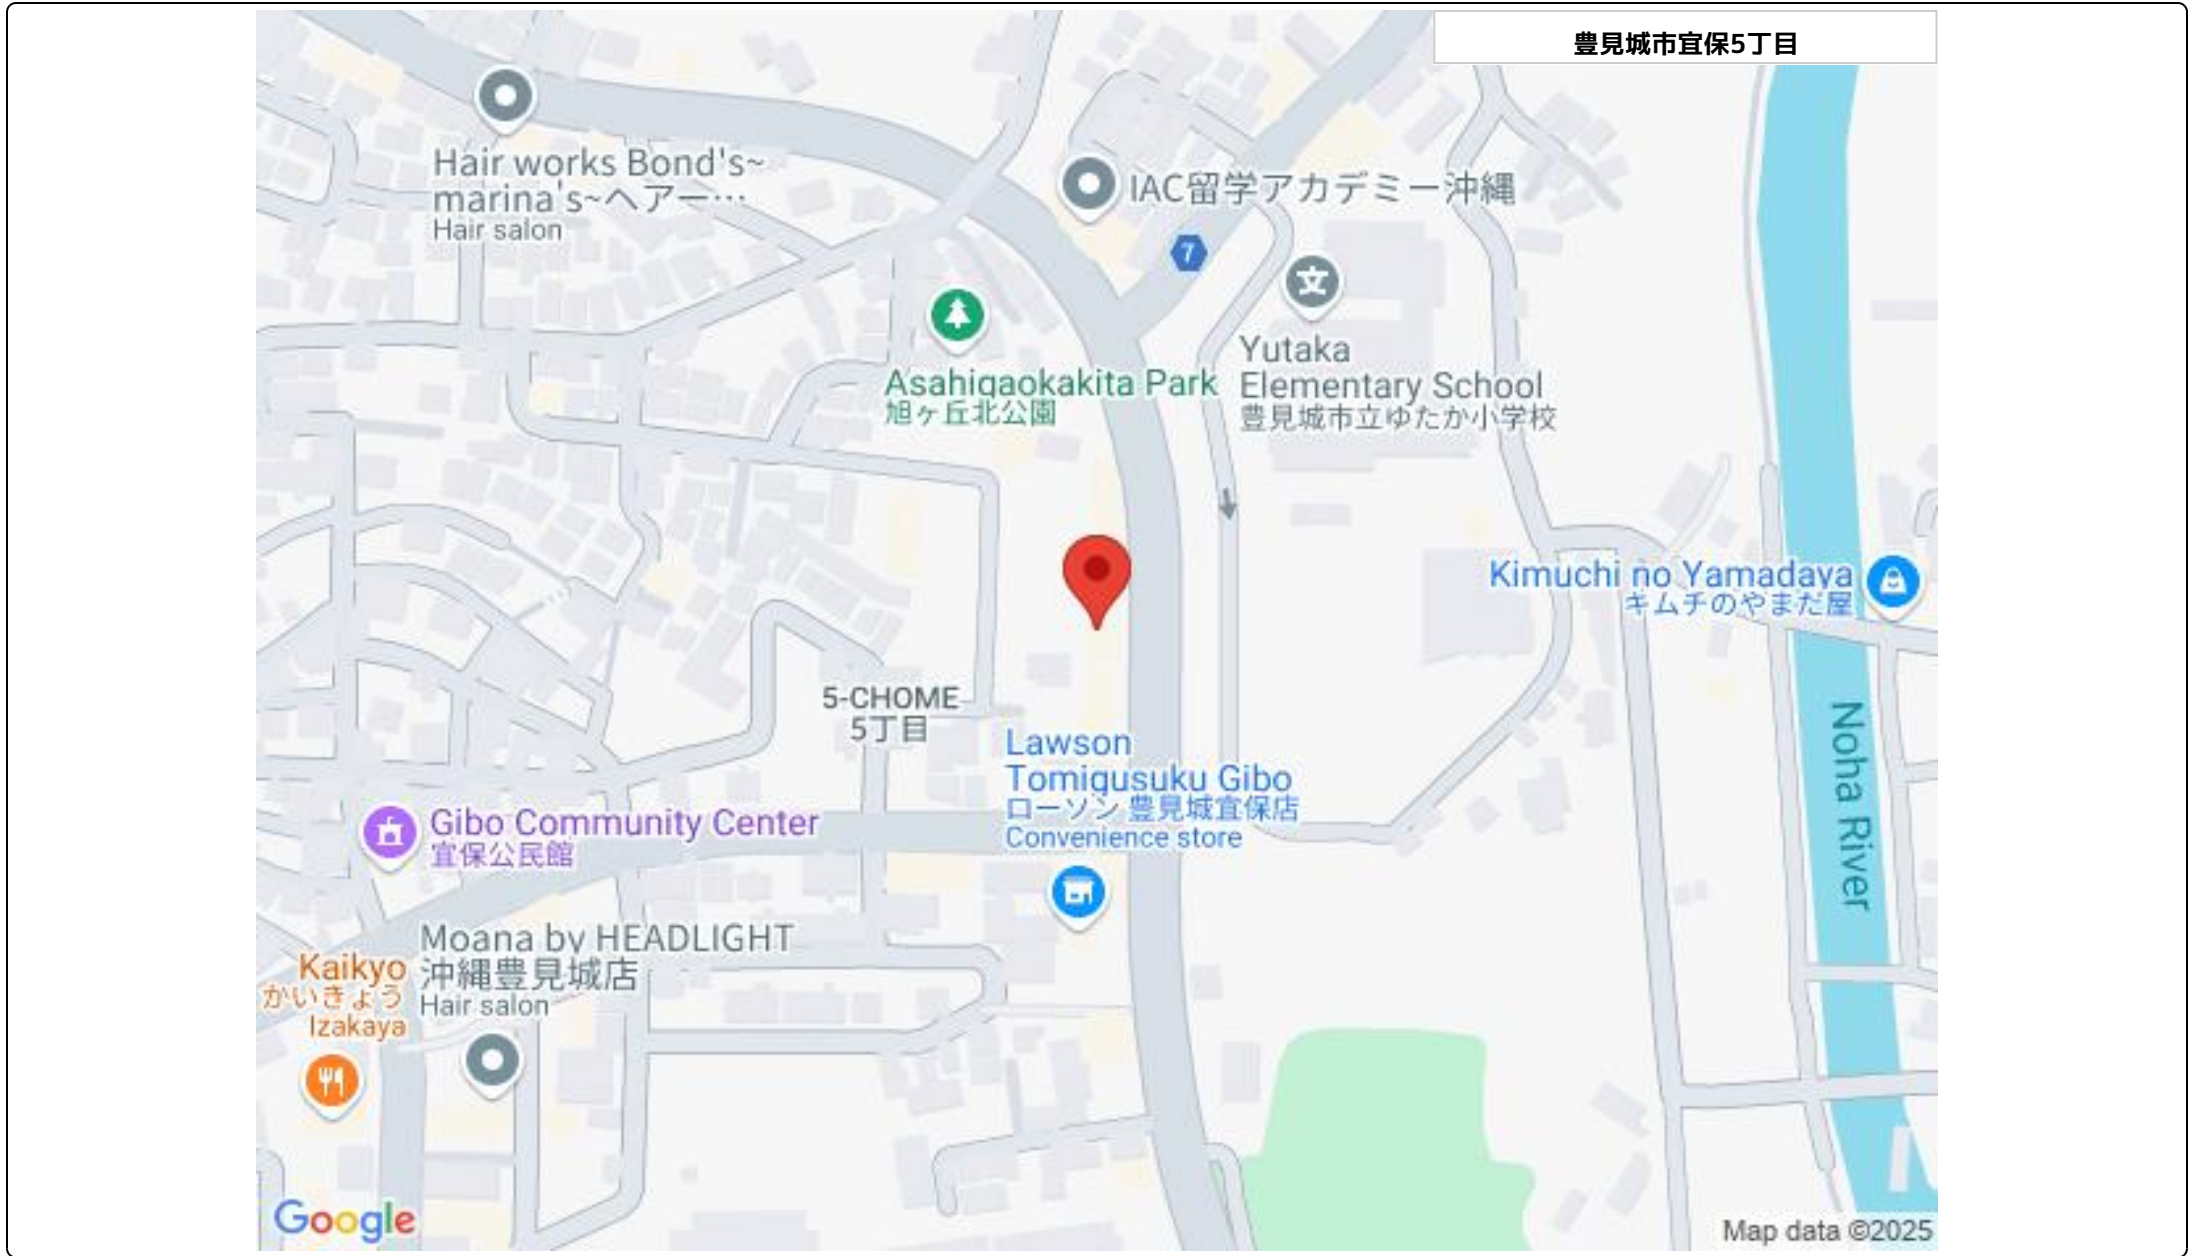 豊見城市宜保5丁目
Hair works Bond's~
marina's~ヘアー…
Hair salon
IAC留学アカデミー沖縄
7
文
Asahigaokakita Park
旭ヶ丘北公園
Yutaka
Elementary School
豊見城市立ゆたか小学校
Kimuchi no Yamadaya
キムチのやまだ屋
5-CHOME
5丁目
Lawson
Tomigusuku Gibo
ローソン 豊見城宜保店
Convenience store
Noha River
Gibo Community Center
宜保公民館
Moana by HEADLIGHT
沖縄豊見城店
Hair salon
Kaikyo
かいきょう
Izakaya
Google
Map data ©2025